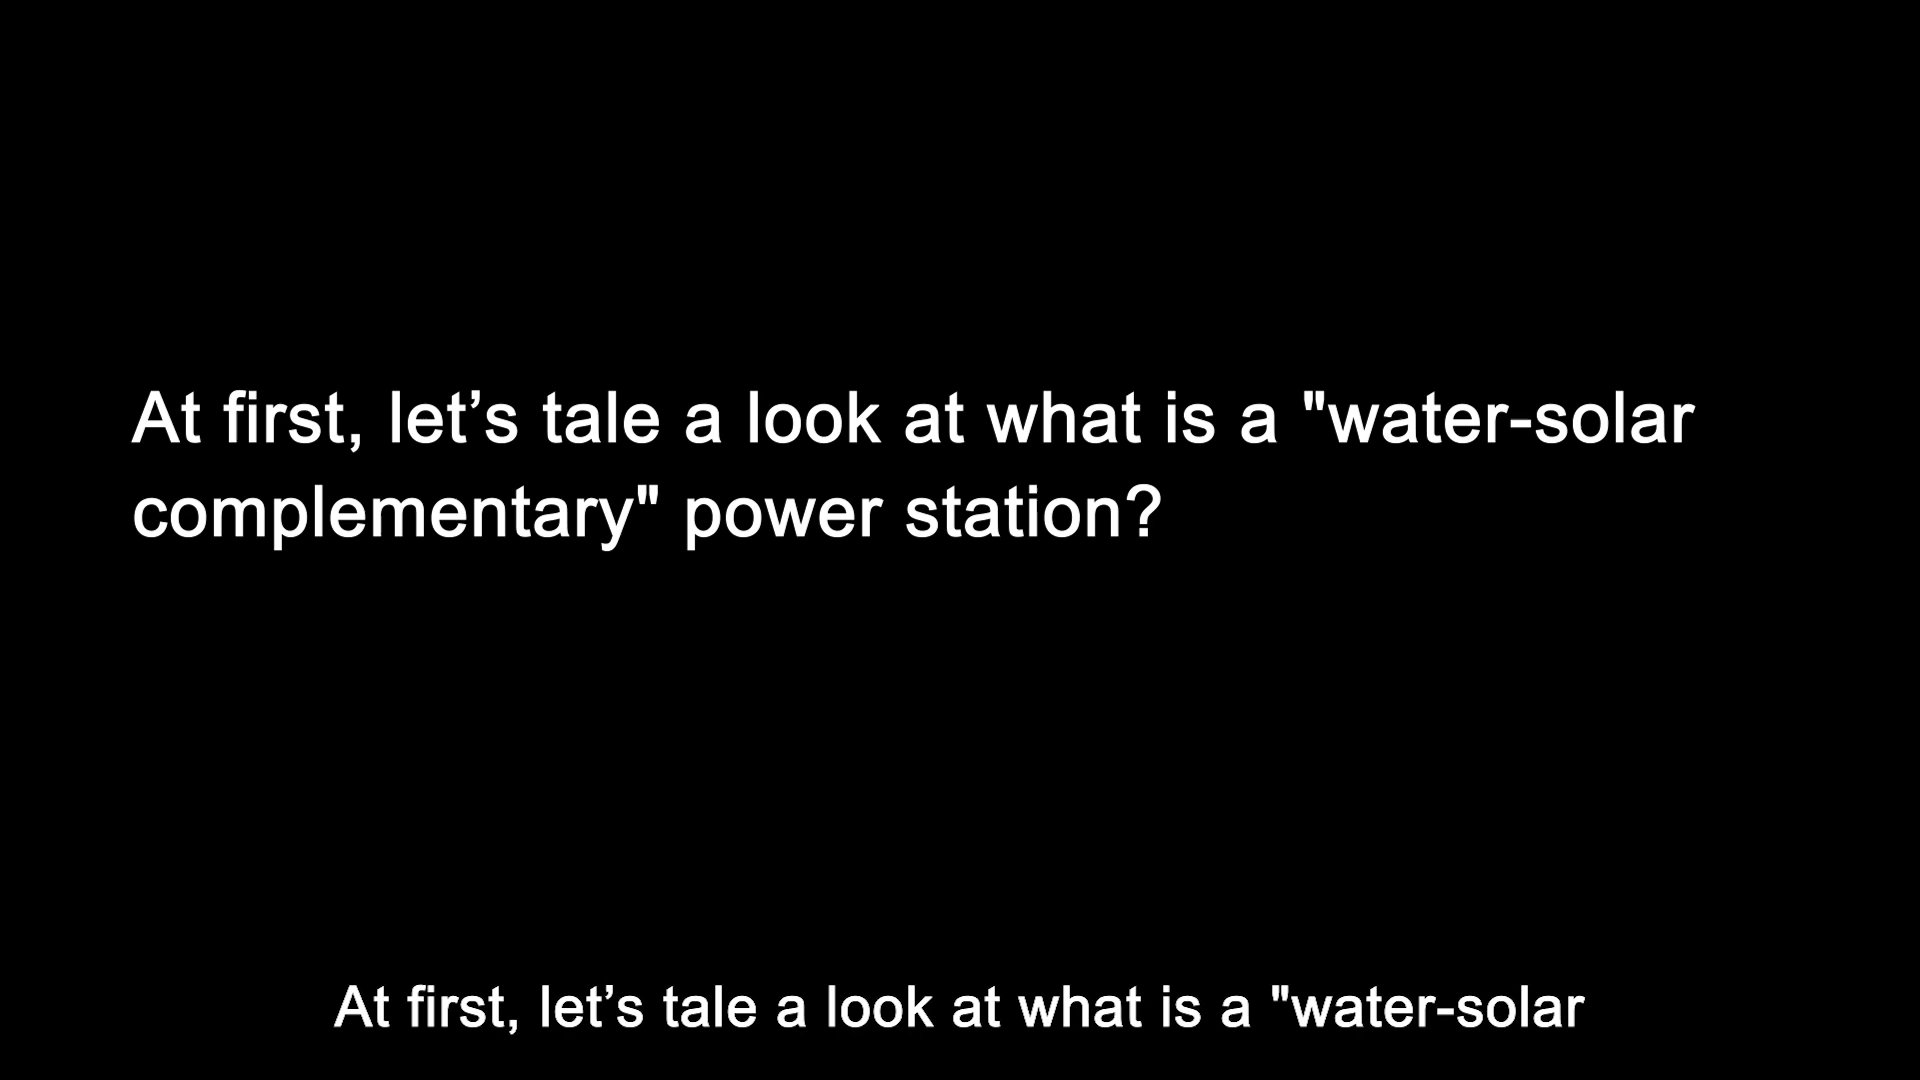 At first, let’s tale a look at what is a "water-solar
complementary" power station?
At first, let’s tale a look at what is a "water-solar